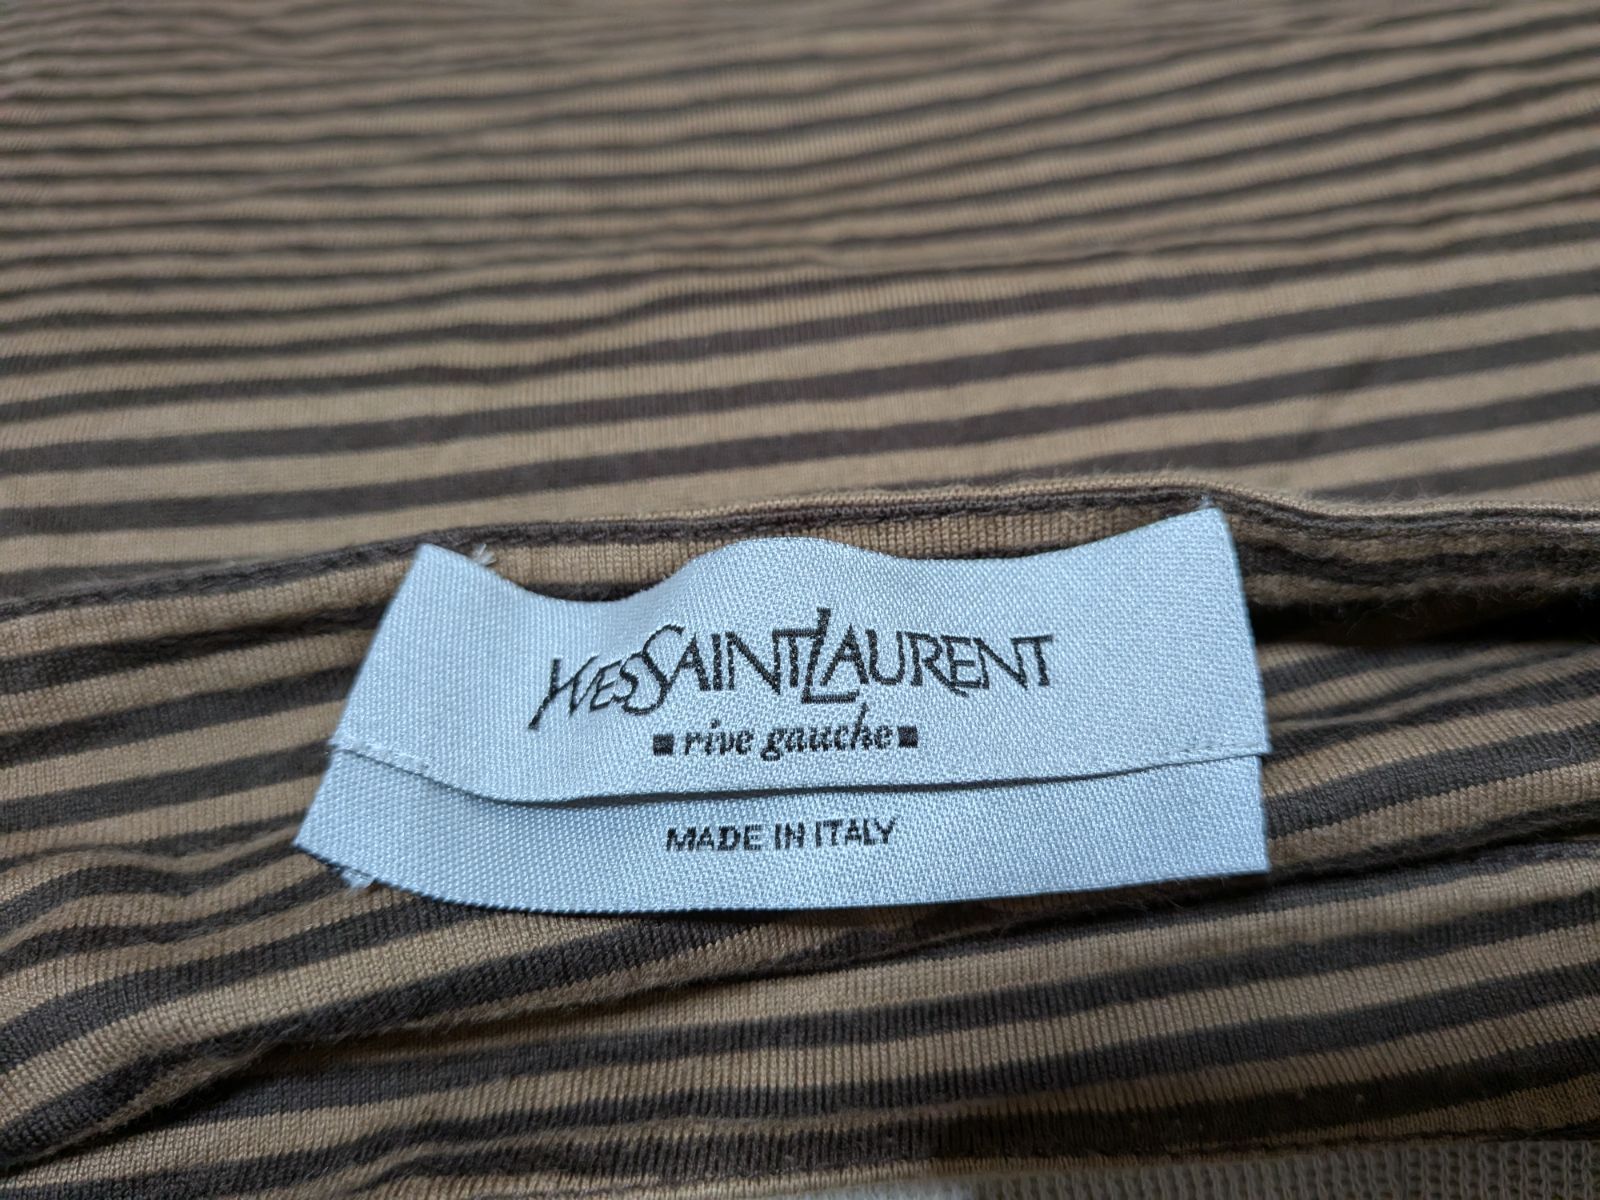 YVESSAINTLAURENT
rive gauche
MADE IN ITALY